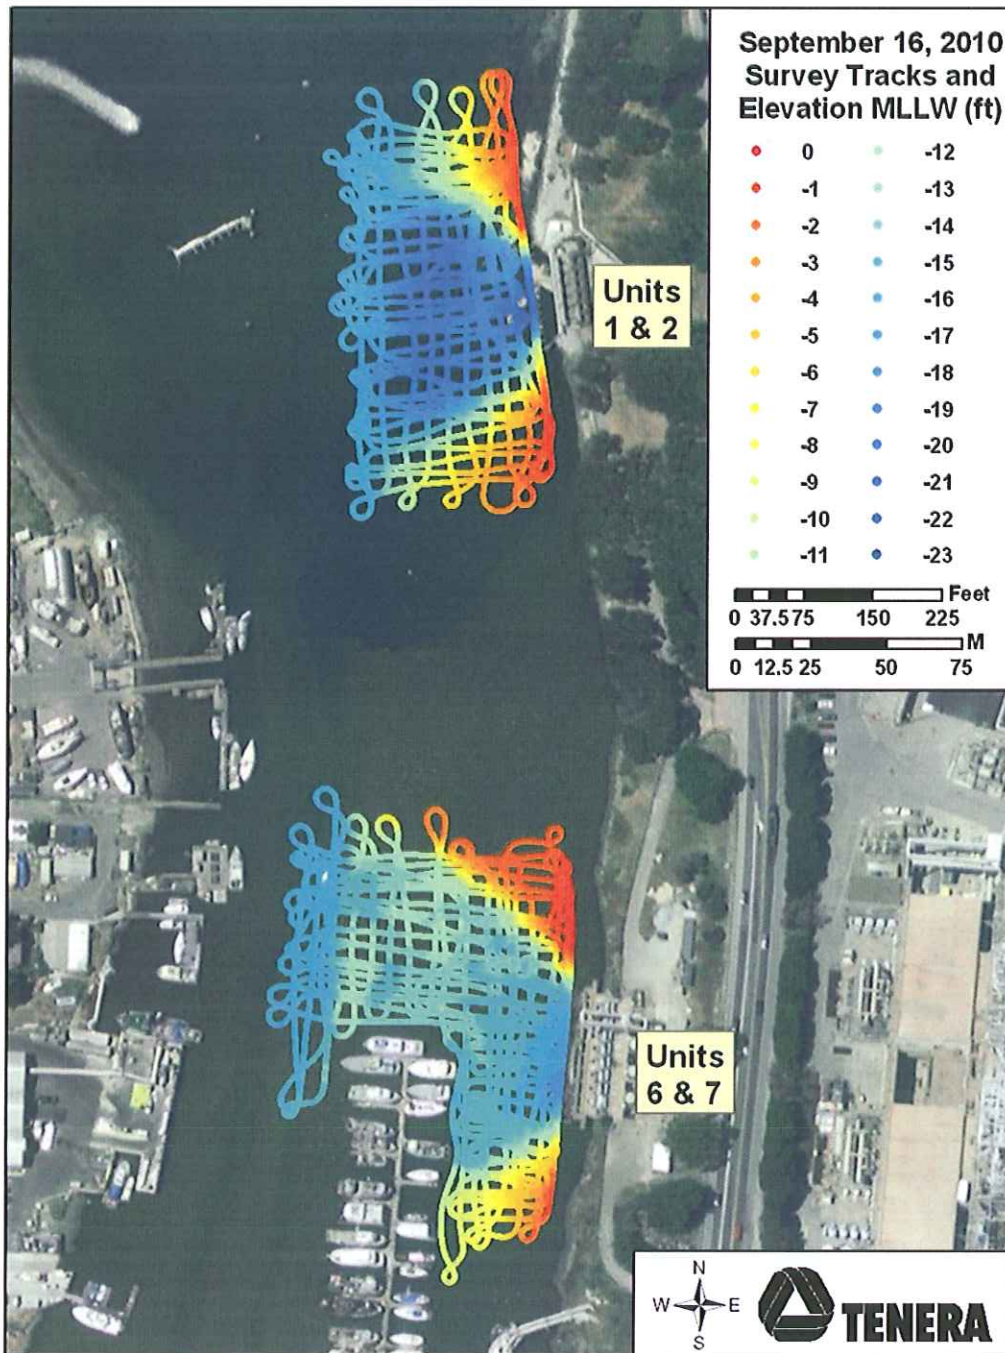 September 16, 2010
Survey Tracks and
Elevation MLLW (ft)
0 -12
-1 -13
-2 -14
-3 -15
-4 -16
-5 -17
-6 -18
-7 -19
-8 -20
-9 -21
-10 -22
-11 -23
Feet
0 37.5 75 150 225
M
0 12.5 25 50 75
Units
1 & 2
Units
6 & 7
N
W E
S
TENERA